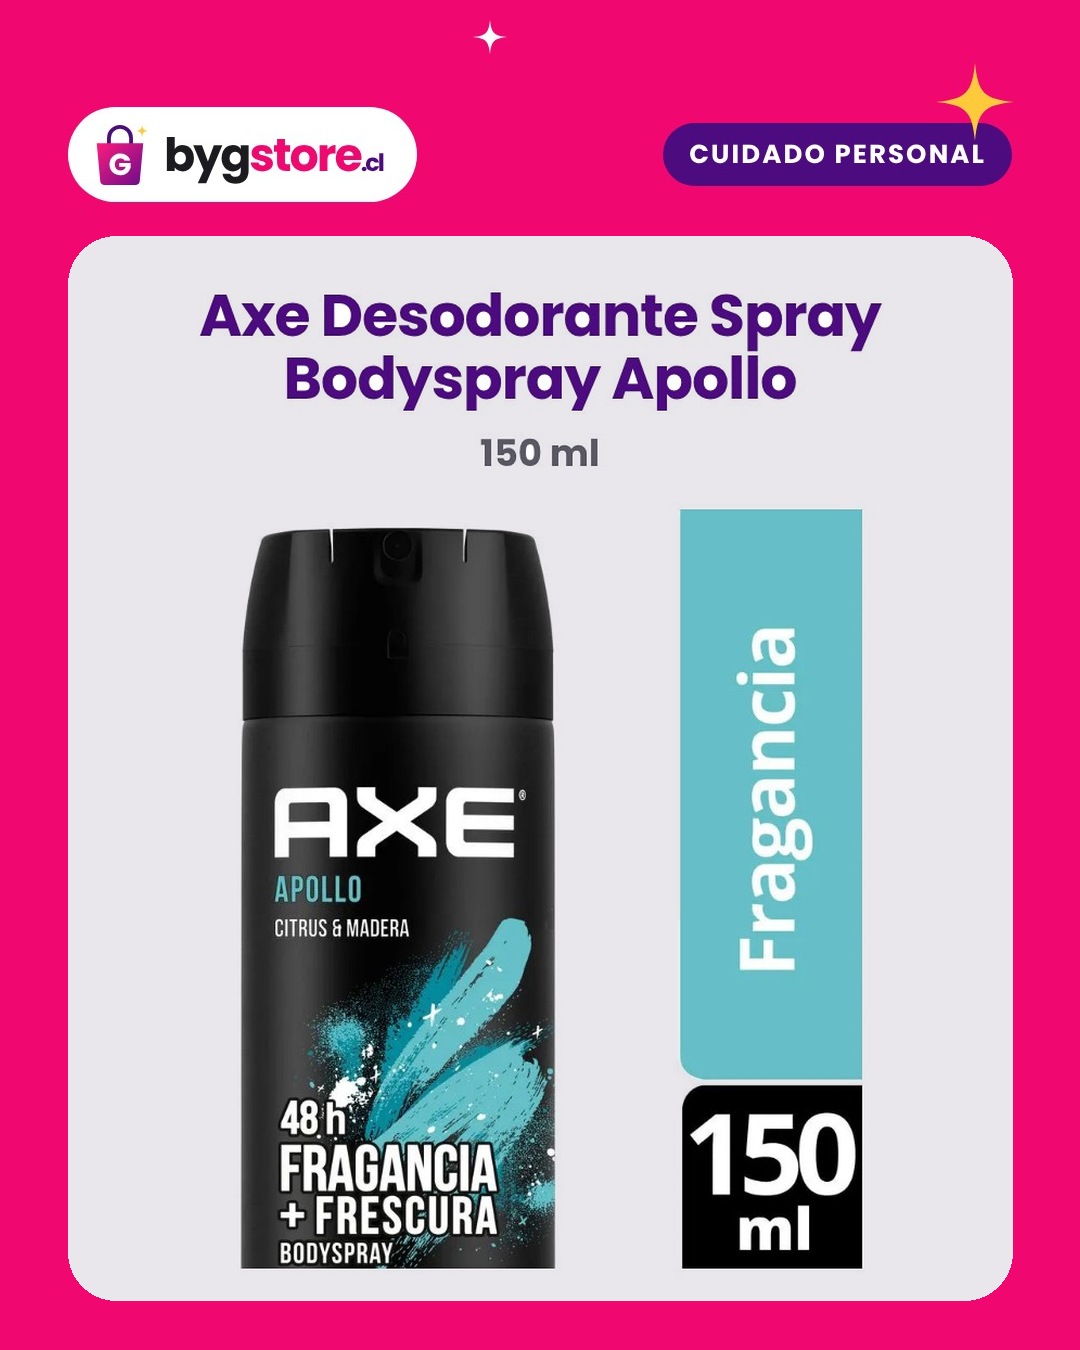 G bygstore.cl
CUIDADO PERSONAL
Axe Desodorante Spray
Bodyspray Apollo
150 ml
AXE®
APOLLO
CITRUS & MADERA
48 h
FRAGANCIA
+ FRESCURA
BODYSPRAY
Fragancia
150
ml